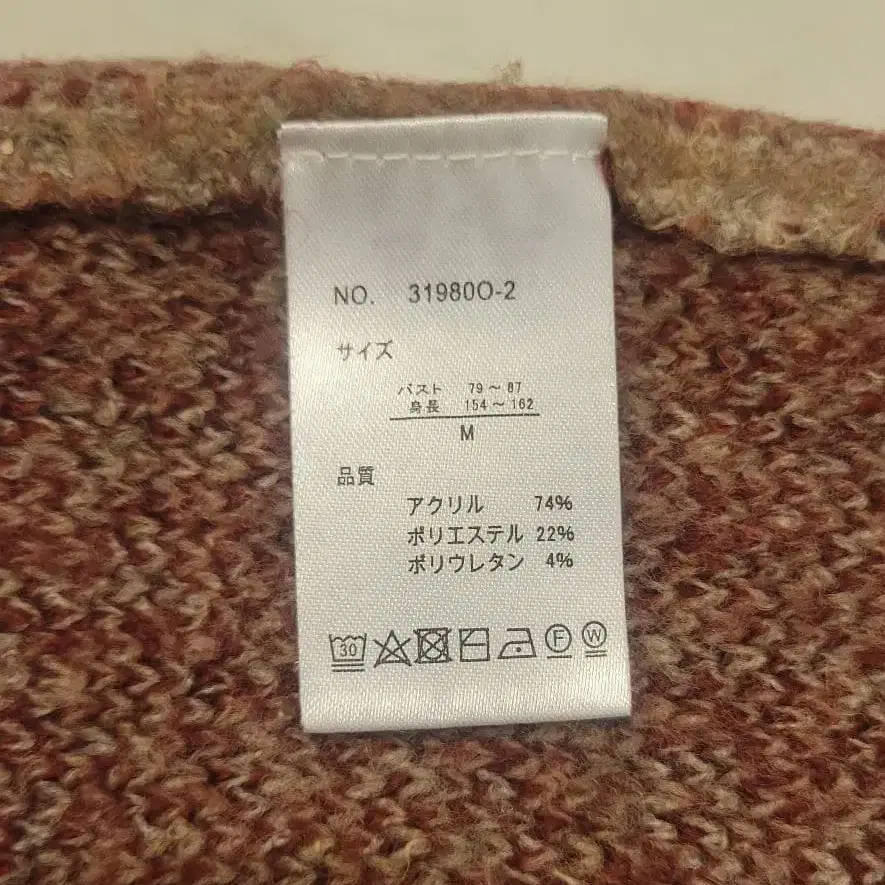 NO. 319800-2
サイズ
バスト 79～87
身長 154～162
M
品質
アクリル 74%
ポリエステル 22%
ポリウレタン 4%
30 F W